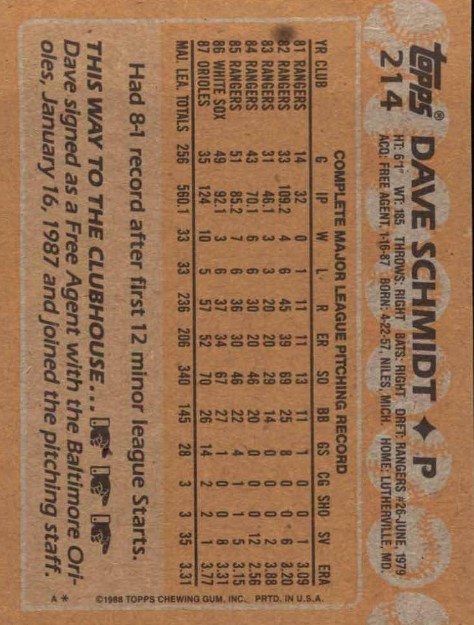 topps® DAVE SCHMIDT ♦ P
214 HT: 6'1" WT: 185 THROWS: RIGHT BATS: RIGHT DRFT: RANGERS #26-JUNE, 1979
ACQ: FREE AGENT, 1-16-87 BORN: 4-22-57, NILES, MICH. HOME: LUTHERVILLE, MD.
COMPLETE MAJOR LEAGUE PITCHING RECORD
YR CLUB G IP W L R ER SO BB GS CG SHO SV ERA
81 RANGERS 14 32 0 1 11 11 13 11 1 0 0 1 3.09
82 RANGERS 33 109.2 4 6 45 39 69 25 8 0 0 6 3.20
83 RANGERS 31 46.1 3 3 20 20 29 14 0 0 0 2 3.88
84 RANGERS 43 70.1 6 6 30 20 46 20 0 0 0 12 2.56
85 RANGERS 51 85.2 7 6 36 30 46 22 4 1 1 5 3.15
86 WHITE SOX 49 92.1 3 6 37 34 67 27 1 0 0 8 3.31
87 ORIOLES 35 124 10 5 57 52 70 26 14 2 2 1 3.77
MAJ. LEA. TOTALS 256 560.1 33 33 236 206 340 145 28 3 3 35 3.31
Had 8-1 record after first 12 minor league Starts.
THIS WAY TO THE CLUBHOUSE...
Dave signed as a Free Agent with the Baltimore Ori-
oles, January 16, 1987 and joined the pitching staff.
A * ©1988 TOPPS CHEWING GUM, INC. PRTD. IN U.S.A.